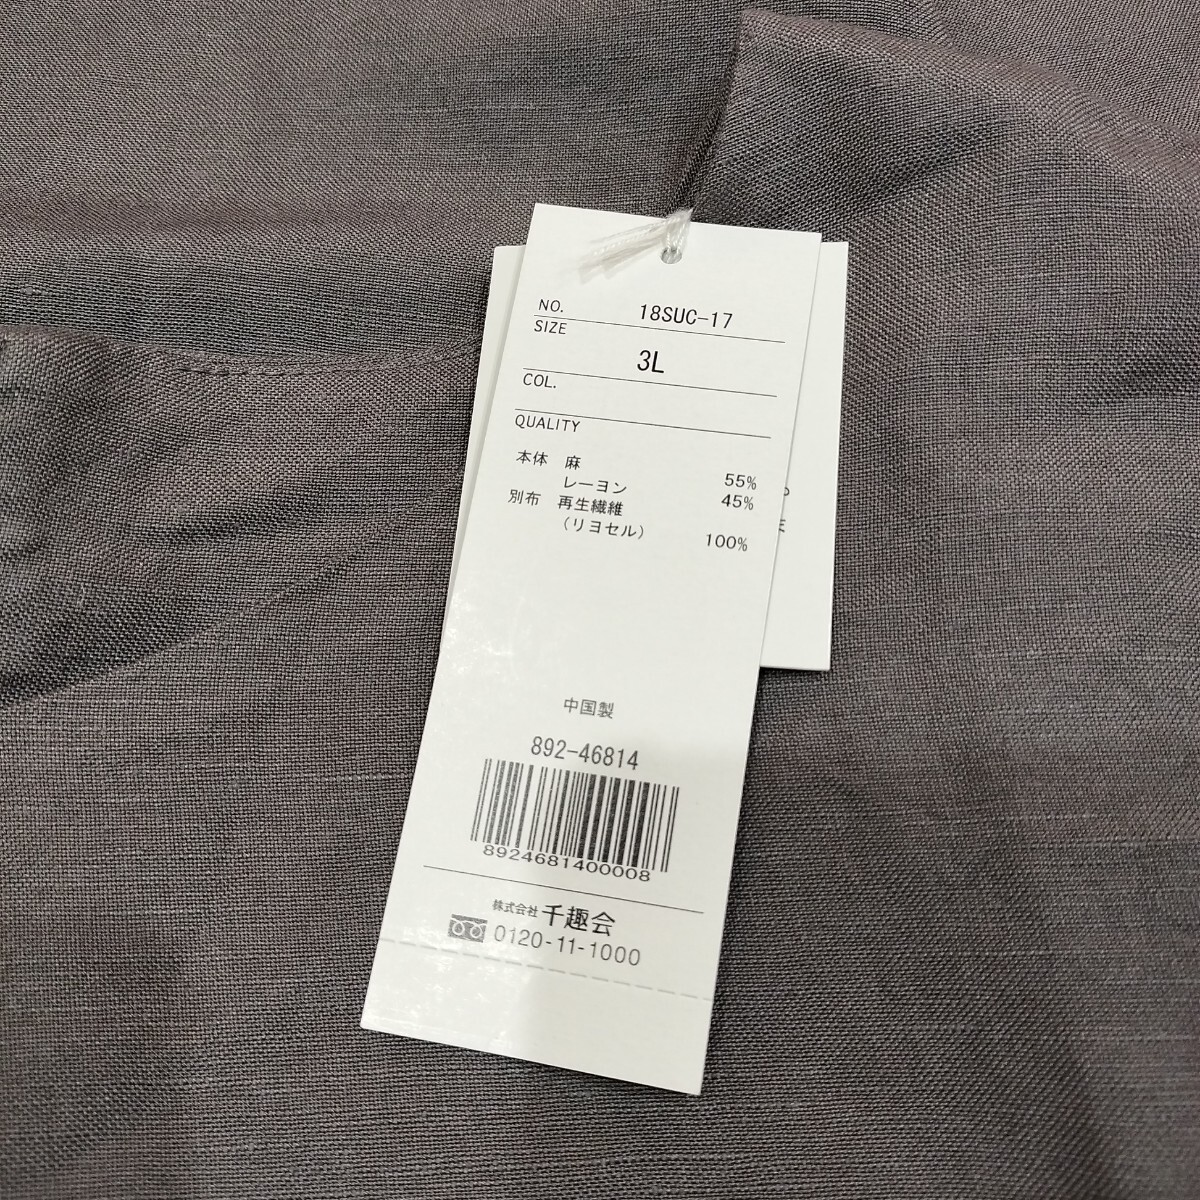 NO. 18SUC-17
SIZE
3L
COL.
QUALITY
本体 麻 55%
レーヨン 45%
別布 再生繊維
(リヨセル) 100%
中国製
892-46814
8924681400008
株式会社 千趣会
0120-11-1000